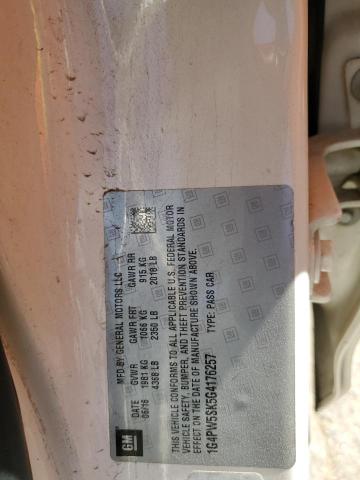 GM
MFD BY GENERAL MOTORS LLC
DATE GVWR GAWR FRT GAWR RR
06/16 1981 KG 1066 KG 915 KG
4368 LB 2350 LB 2018 LB
THIS VEHICLE CONFORMS TO ALL APPLICABLE U.S. FEDERAL MOTOR
VEHICLE SAFETY, BUMPER, AND THEFT PREVENTION STANDARDS IN
EFFECT ON THE DATE OF MANUFACTURE SHOWN ABOVE.
1G4PW5SK5G4176257 TYPE: PASS CAR